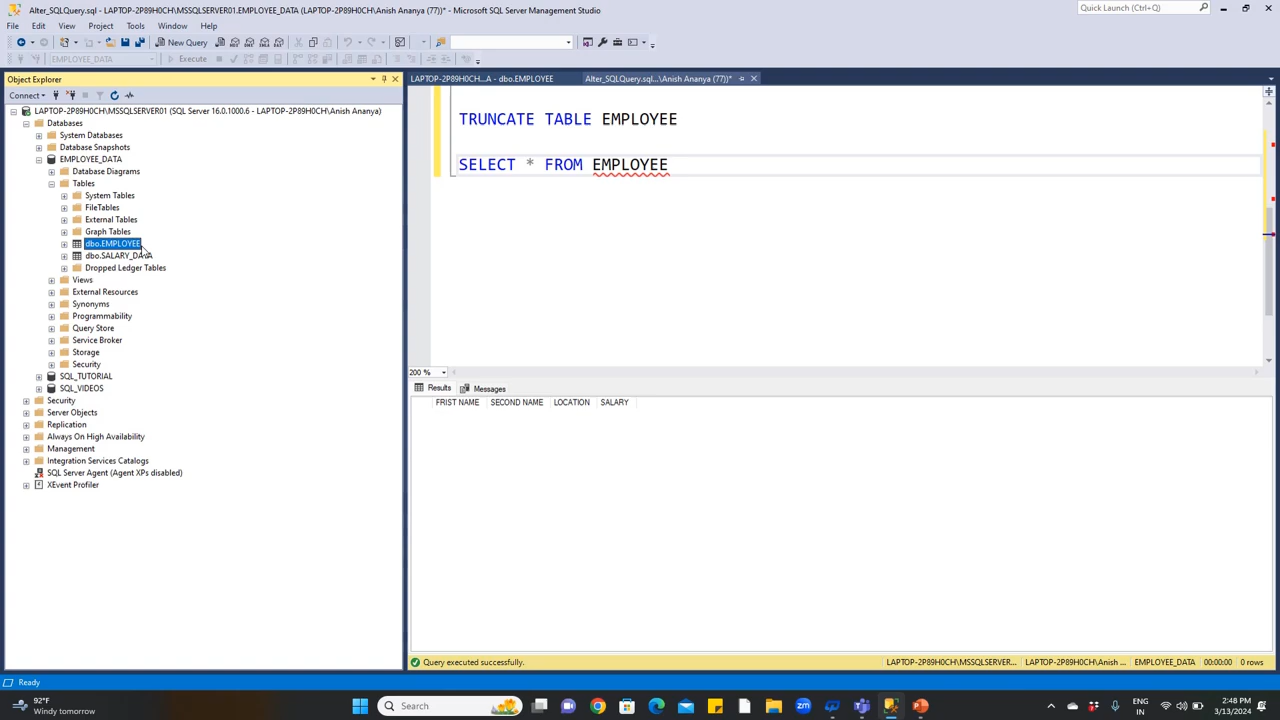 Alter_SQLQuery.sql - LAPTOP-2P89H0CH\MSSQLSERVER01.EMPLOYEE_DATA (LAPTOP-2P89H0CH\Anish Ananya (77))* - Microsoft SQL Server Management Studio
Quick Launch (Ctrl+Q)
File Edit View Project Tools Window Help
New Query
EMPLOYEE_DATA
Execute
Object Explorer
LAPTOP-2P89H0CH...A - dbo.EMPLOYEE
Alter_SQLQuery.sql...\Anish Ananya (77))*
Connect
LAPTOP-2P89H0CH\MSSQLSERVER01 (SQL Server 16.0.1000.6 - LAPTOP-2P89H0CH\Anish Ananya)
Databases
System Databases
Database Snapshots
EMPLOYEE_DATA
Database Diagrams
Tables
System Tables
FileTables
External Tables
Graph Tables
dbo.EMPLOYEE
dbo.SALARY_DATA
Dropped Ledger Tables
Views
External Resources
Synonyms
Programmability
Query Store
Service Broker
Storage
Security
SQL_TUTORIAL
SQL_VIDEOS
Security
Server Objects
Replication
Always On High Availability
Management
Integration Services Catalogs
SQL Server Agent (Agent XPs disabled)
XEvent Profiler
TRUNCATE TABLE EMPLOYEE
SELECT * FROM EMPLOYEE
200 %
Results Messages
FRIST NAME SECOND NAME LOCATION SALARY
Query executed successfully.
LAPTOP-2P89H0CH\MSSQLSERVER... LAPTOP-2P89H0CH\Anish ... EMPLOYEE_DATA 00:00:00 0 rows
Ready
92°F
Windy tomorrow
Search
ENG
IN
2:48 PM
3/13/2024